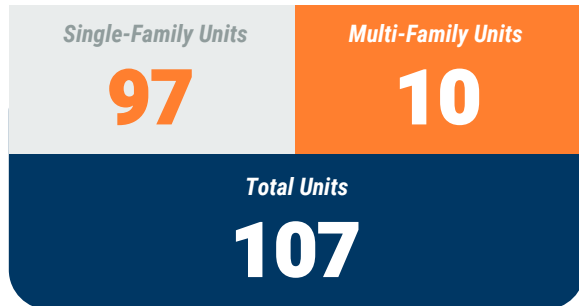 Single-Family Units
97
Multi-Family Units
10
Total Units
107